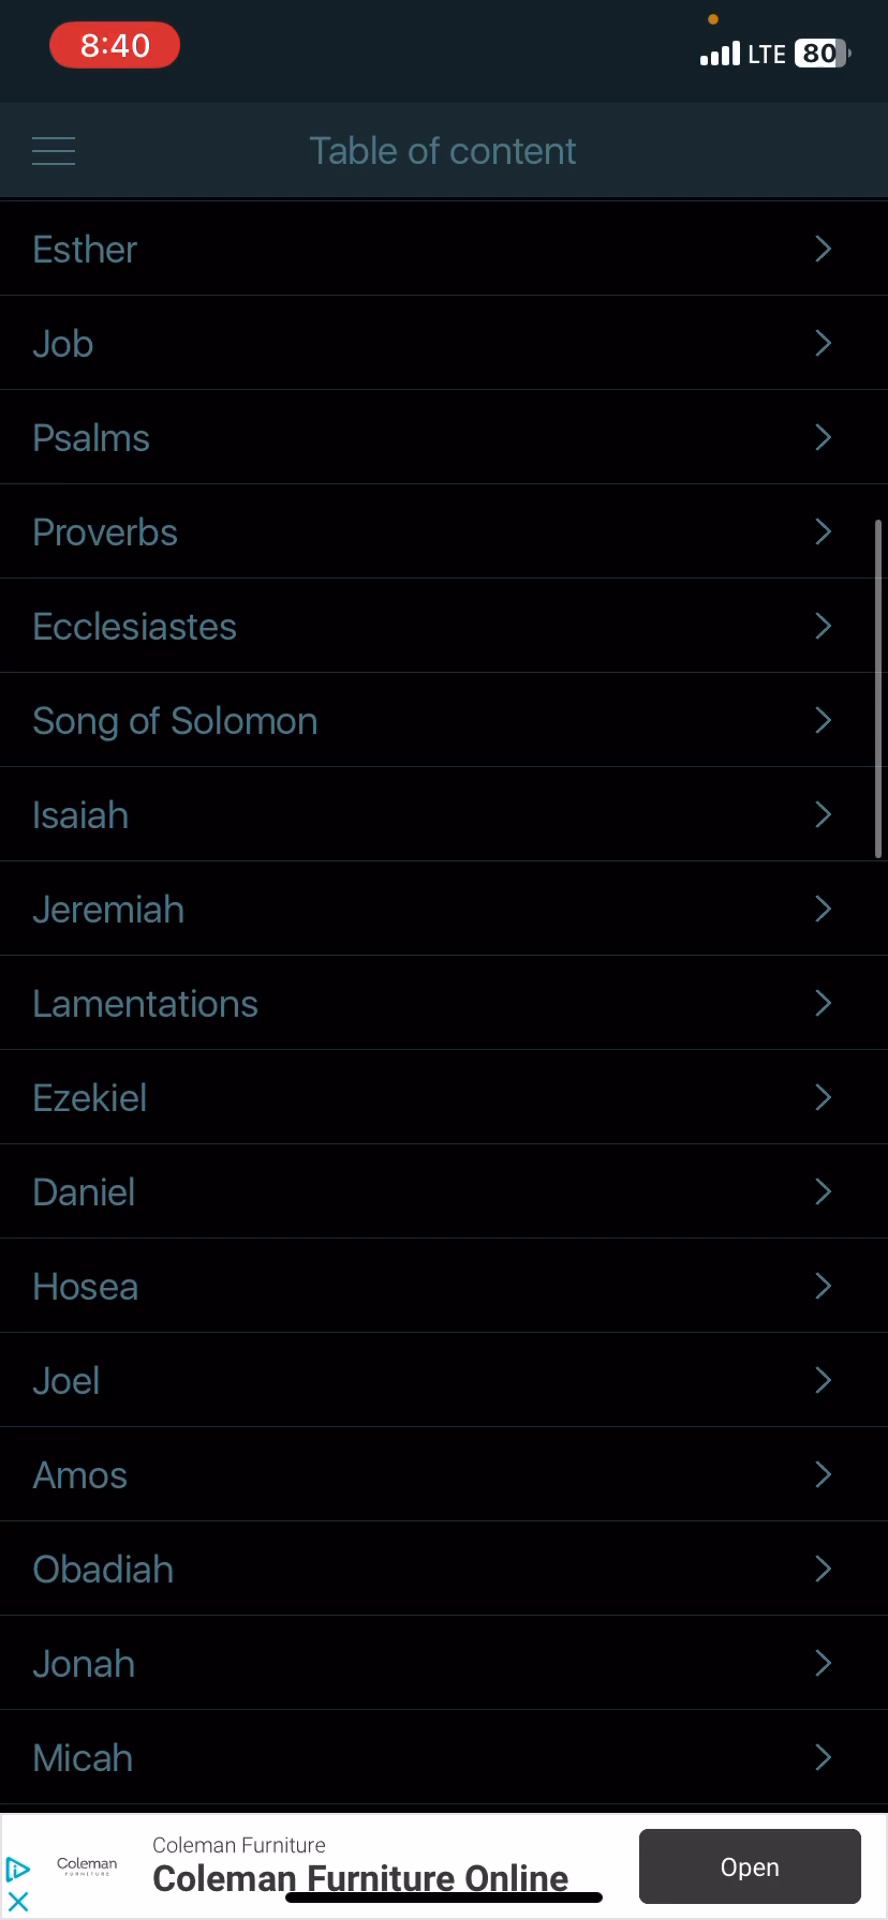 8:40
LTE 80
Table of content
Esther
Job
Psalms
Proverbs
Ecclesiastes
Song of Solomon
Isaiah
Jeremiah
Lamentations
Ezekiel
Daniel
Hosea
Joel
Amos
Obadiah
Jonah
Micah
Coleman Furniture
Coleman
FURNITURE
Coleman Furniture Online
Open